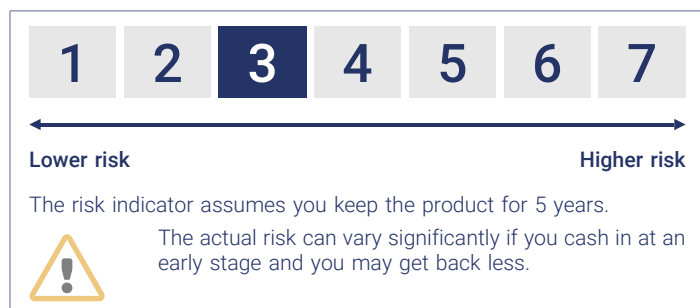 1 2 3 4 5 6 7
Lower risk Higher risk
The risk indicator assumes you keep the product for 5 years.
The actual risk can vary significantly if you cash in at an
early stage and you may get back less.
!